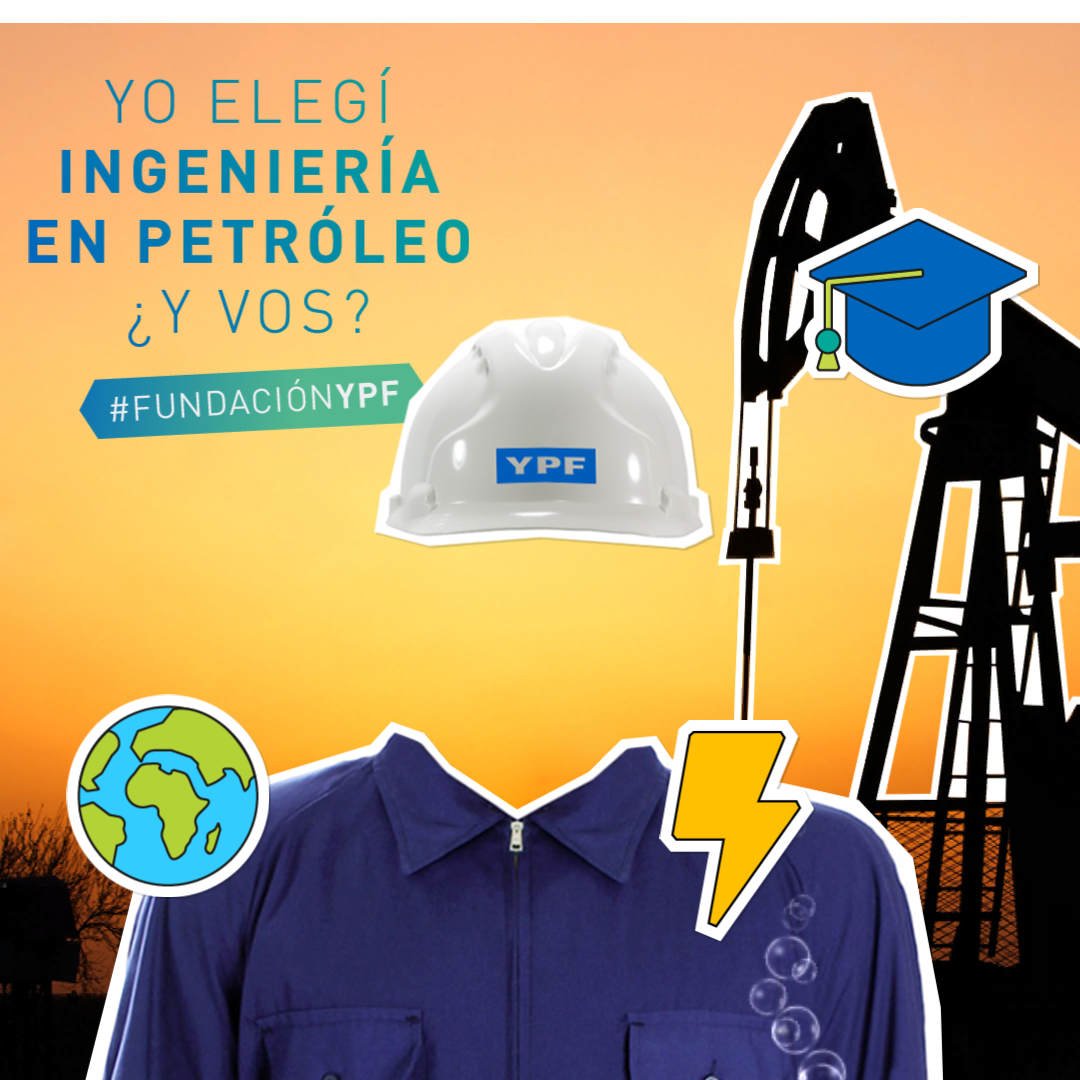 YO ELEGÍ
INGENIERÍA
EN PETRÓLEO
¿Y VOS?
#FUNDACIÓNYPF
YPF